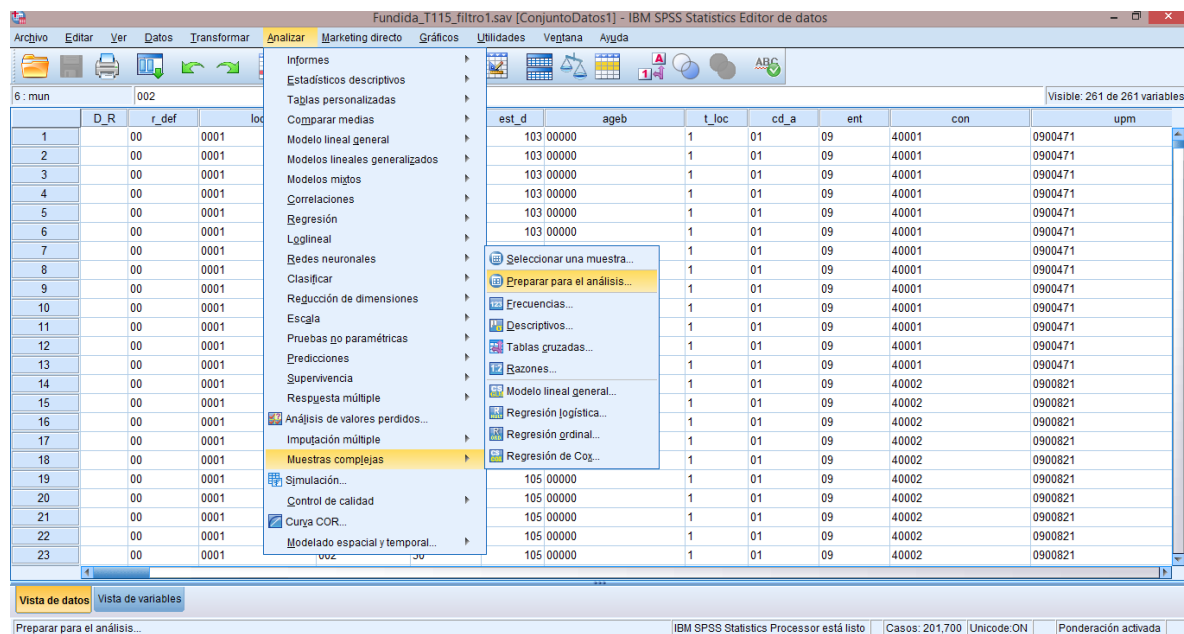 Fundida_T115_filtro1.sav [ConjuntoDatos1] - IBM SPSS Statistics Editor de datos
Archivo Editar Ver Datos Transformar Analizar Marketing directo Gráficos Utilidades Ventana Ayuda
6 : mun 002 Visible: 261 de 261 variables
Informes
Estadísticos descriptivos
Tablas personalizadas
Comparar medias
Modelo lineal general
Modelos lineales generalizados
Modelos mixtos
Correlaciones
Regresión
Loglineal
Redes neuronales
Clasificar
Reducción de dimensiones
Escala
Pruebas no paramétricas
Predicciones
Supervivencia
Respuesta múltiple
Análisis de valores perdidos...
Imputación múltiple
Muestras complejas
Simulación...
Control de calidad
Curva COR...
Modelado espacial y temporal...
Seleccionar una muestra...
Preparar para el análisis...
Frecuencias...
Descriptivos...
Tablas cruzadas...
Razones...
Modelo lineal general...
Regresión logística...
Regresión ordinal...
Regresión de Cox...
D_R r_def loc est_d ageb t_loc cd_a ent con upm
1 00 0001 103 00000 1 01 09 40001 0900471
2 00 0001 103 00000 1 01 09 40001 0900471
3 00 0001 103 00000 1 01 09 40001 0900471
4 00 0001 103 00000 1 01 09 40001 0900471
5 00 0001 103 00000 1 01 09 40001 0900471
6 00 0001 103 00000 1 01 09 40001 0900471
7 00 0001 1 01 09 40001 0900471
8 00 0001 1 01 09 40001 0900471
9 00 0001 1 01 09 40001 0900471
10 00 0001 1 01 09 40001 0900471
11 00 0001 1 01 09 40001 0900471
12 00 0001 1 01 09 40001 0900471
13 00 0001 1 01 09 40001 0900471
14 00 0001 1 01 09 40002 0900821
15 00 0001 1 01 09 40002 0900821
16 00 0001 1 01 09 40002 0900821
17 00 0001 1 01 09 40002 0900821
18 00 0001 1 01 09 40002 0900821
19 00 0001 105 00000 1 01 09 40002 0900821
20 00 0001 105 00000 1 01 09 40002 0900821
21 00 0001 105 00000 1 01 09 40002 0900821
22 00 0001 105 00000 1 01 09 40002 0900821
23 00 0001 105 00000 1 01 09 40002 0900821
Vista de datos Vista de variables
Preparar para el análisis... IBM SPSS Statistics Processor está listo Casos: 201,700 Unicode:ON Ponderación activada